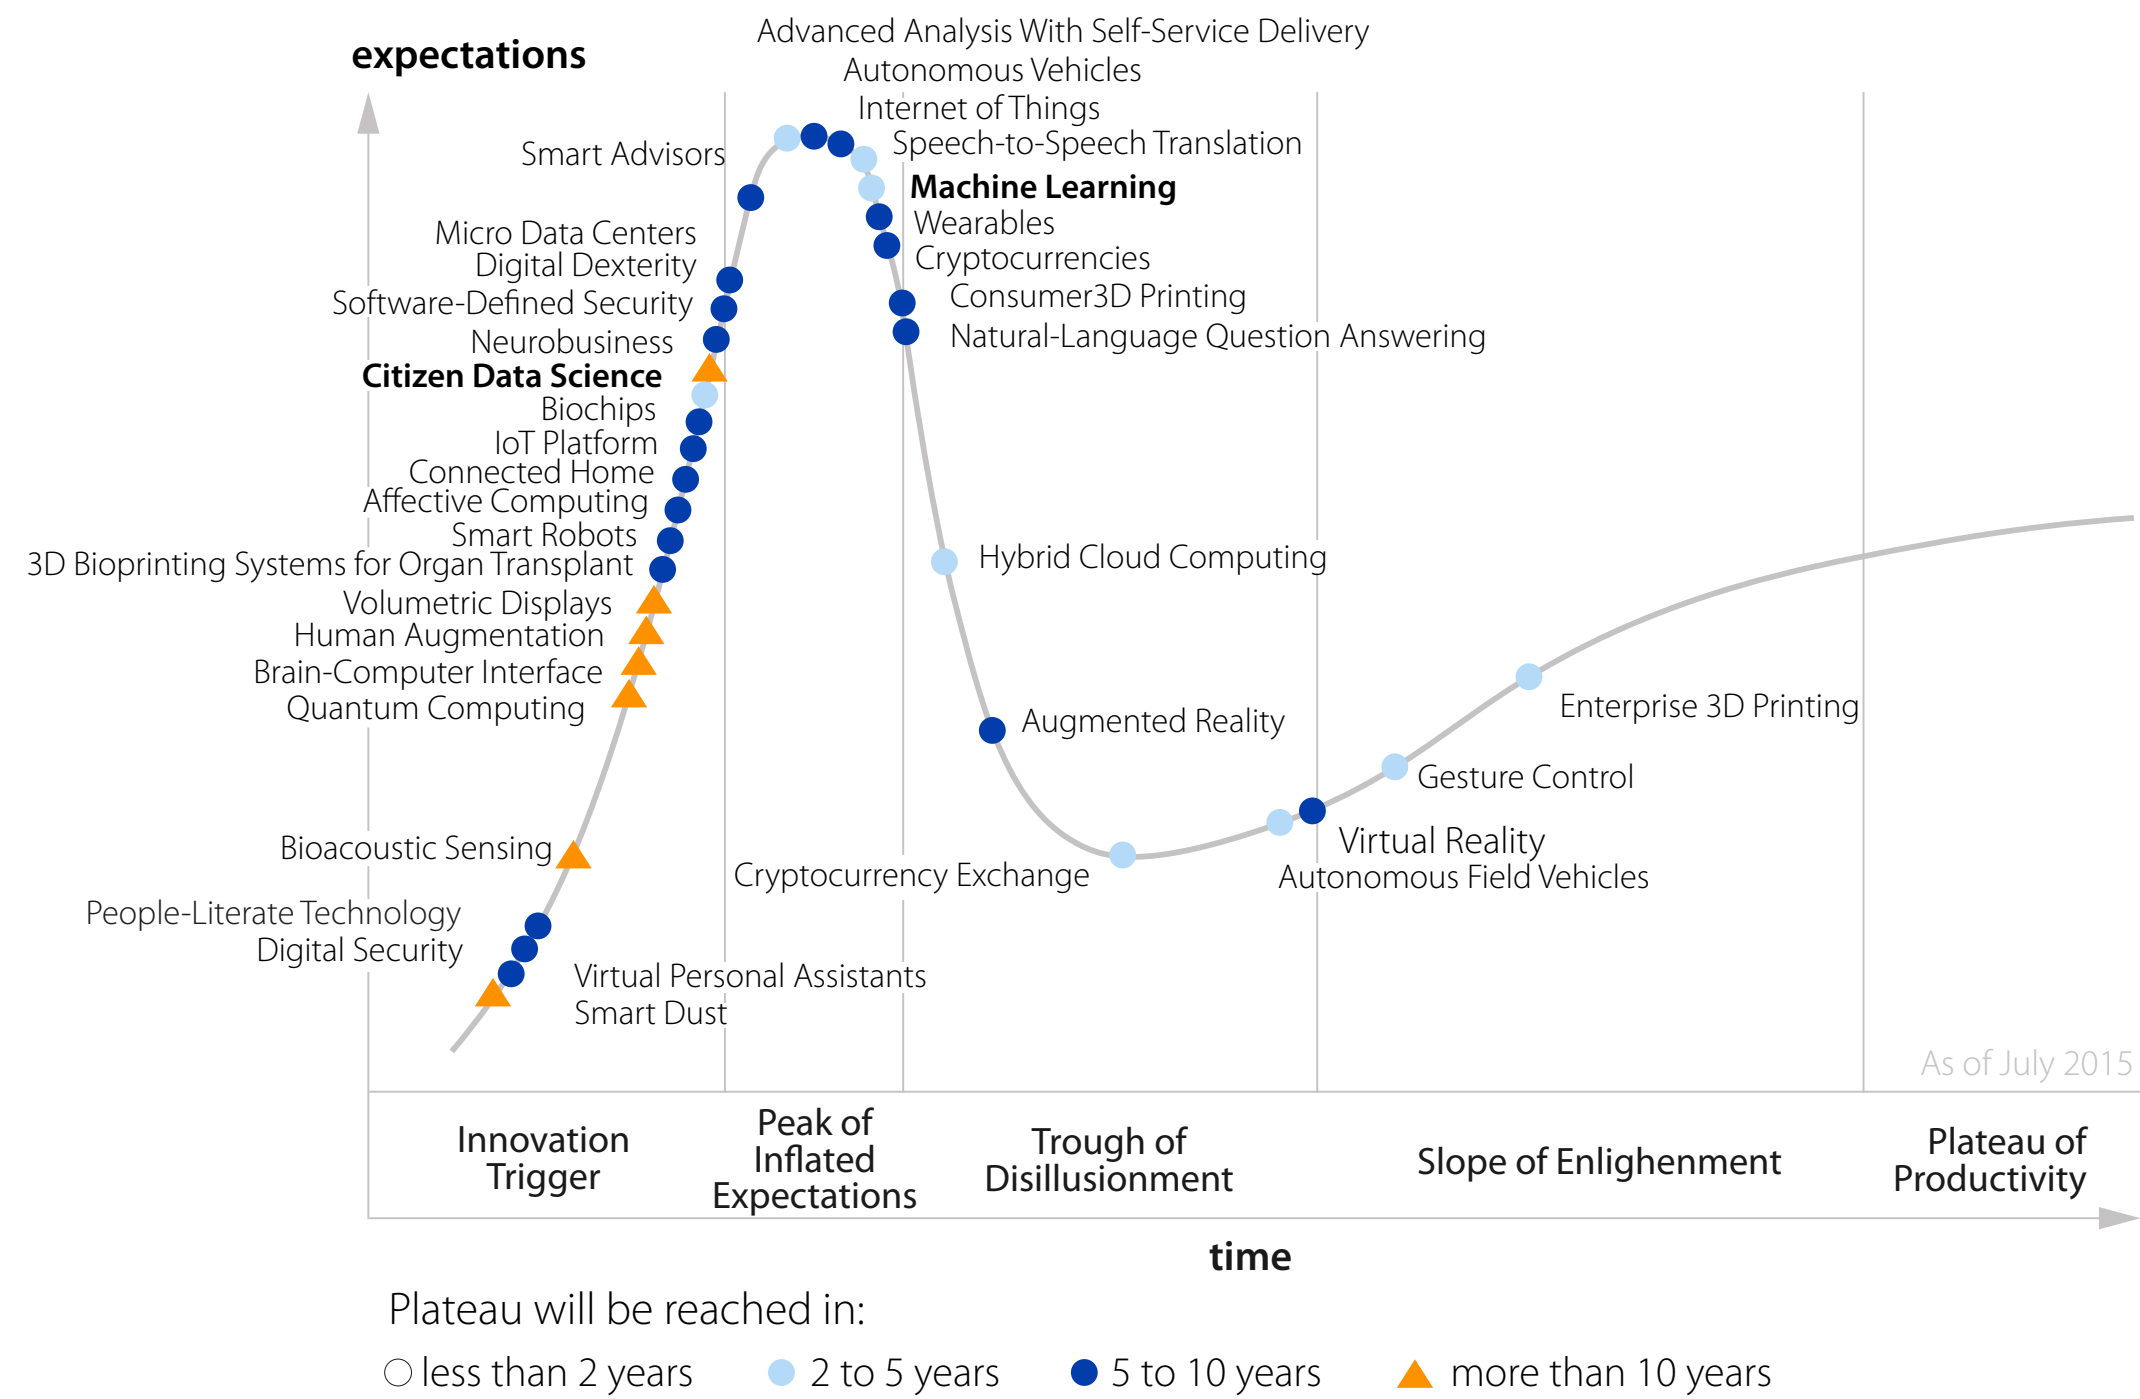 Advanced Analysis With Self-Service Delivery
expectations
Autonomous Vehicles
Internet of Things
Speech-to-Speech Translation
Smart Advisors
Machine Learning
Wearables
Micro Data Centers
Cryptocurrencies
Digital Dexterity
Consumer3D Printing
Software-Defined Security
Natural-Language Question Answering
Neurobusiness
Citizen Data Science
Biochips
IoT Platform
Connected Home
Affective Computing
Smart Robots
Hybrid Cloud Computing
3D Bioprinting Systems for Organ Transplant
Volumetric Displays
Human Augmentation
Brain-Computer Interface
Quantum Computing
Enterprise 3D Printing
Augmented Reality
Gesture Control
Virtual Reality
Bioacoustic Sensing
Cryptocurrency Exchange
Autonomous Field Vehicles
People-Literate Technology
Digital Security
Virtual Personal Assistants
Smart Dust
As of July 2015
Innovation
Trigger
Peak of
Inflated
Expectations
Trough of
Disillusionment
Slope of Enlighenment
Plateau of
Productivity
time
Plateau will be reached in:
less than 2 years
2 to 5 years
5 to 10 years
more than 10 years